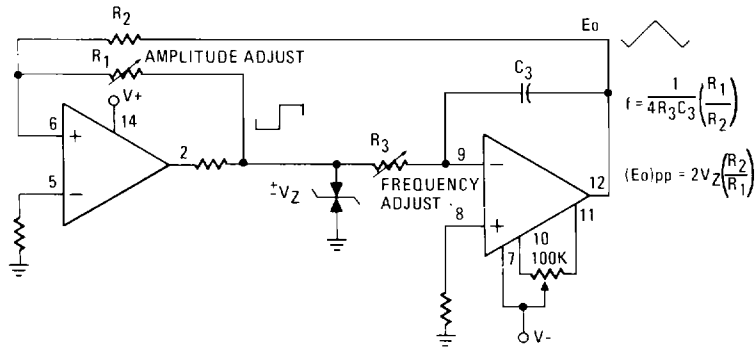 R2
Eo
R1
AMPLITUDE ADJUST
V+
14
6
+
2
5
−
±VZ
R3
FREQUENCY
ADJUST
C3
9
−
8
+
12
11
10
7
100K
V-
f = 1/4R3C3 (R1/R2)
(Eo)pp = 2VZ(R2/R1)